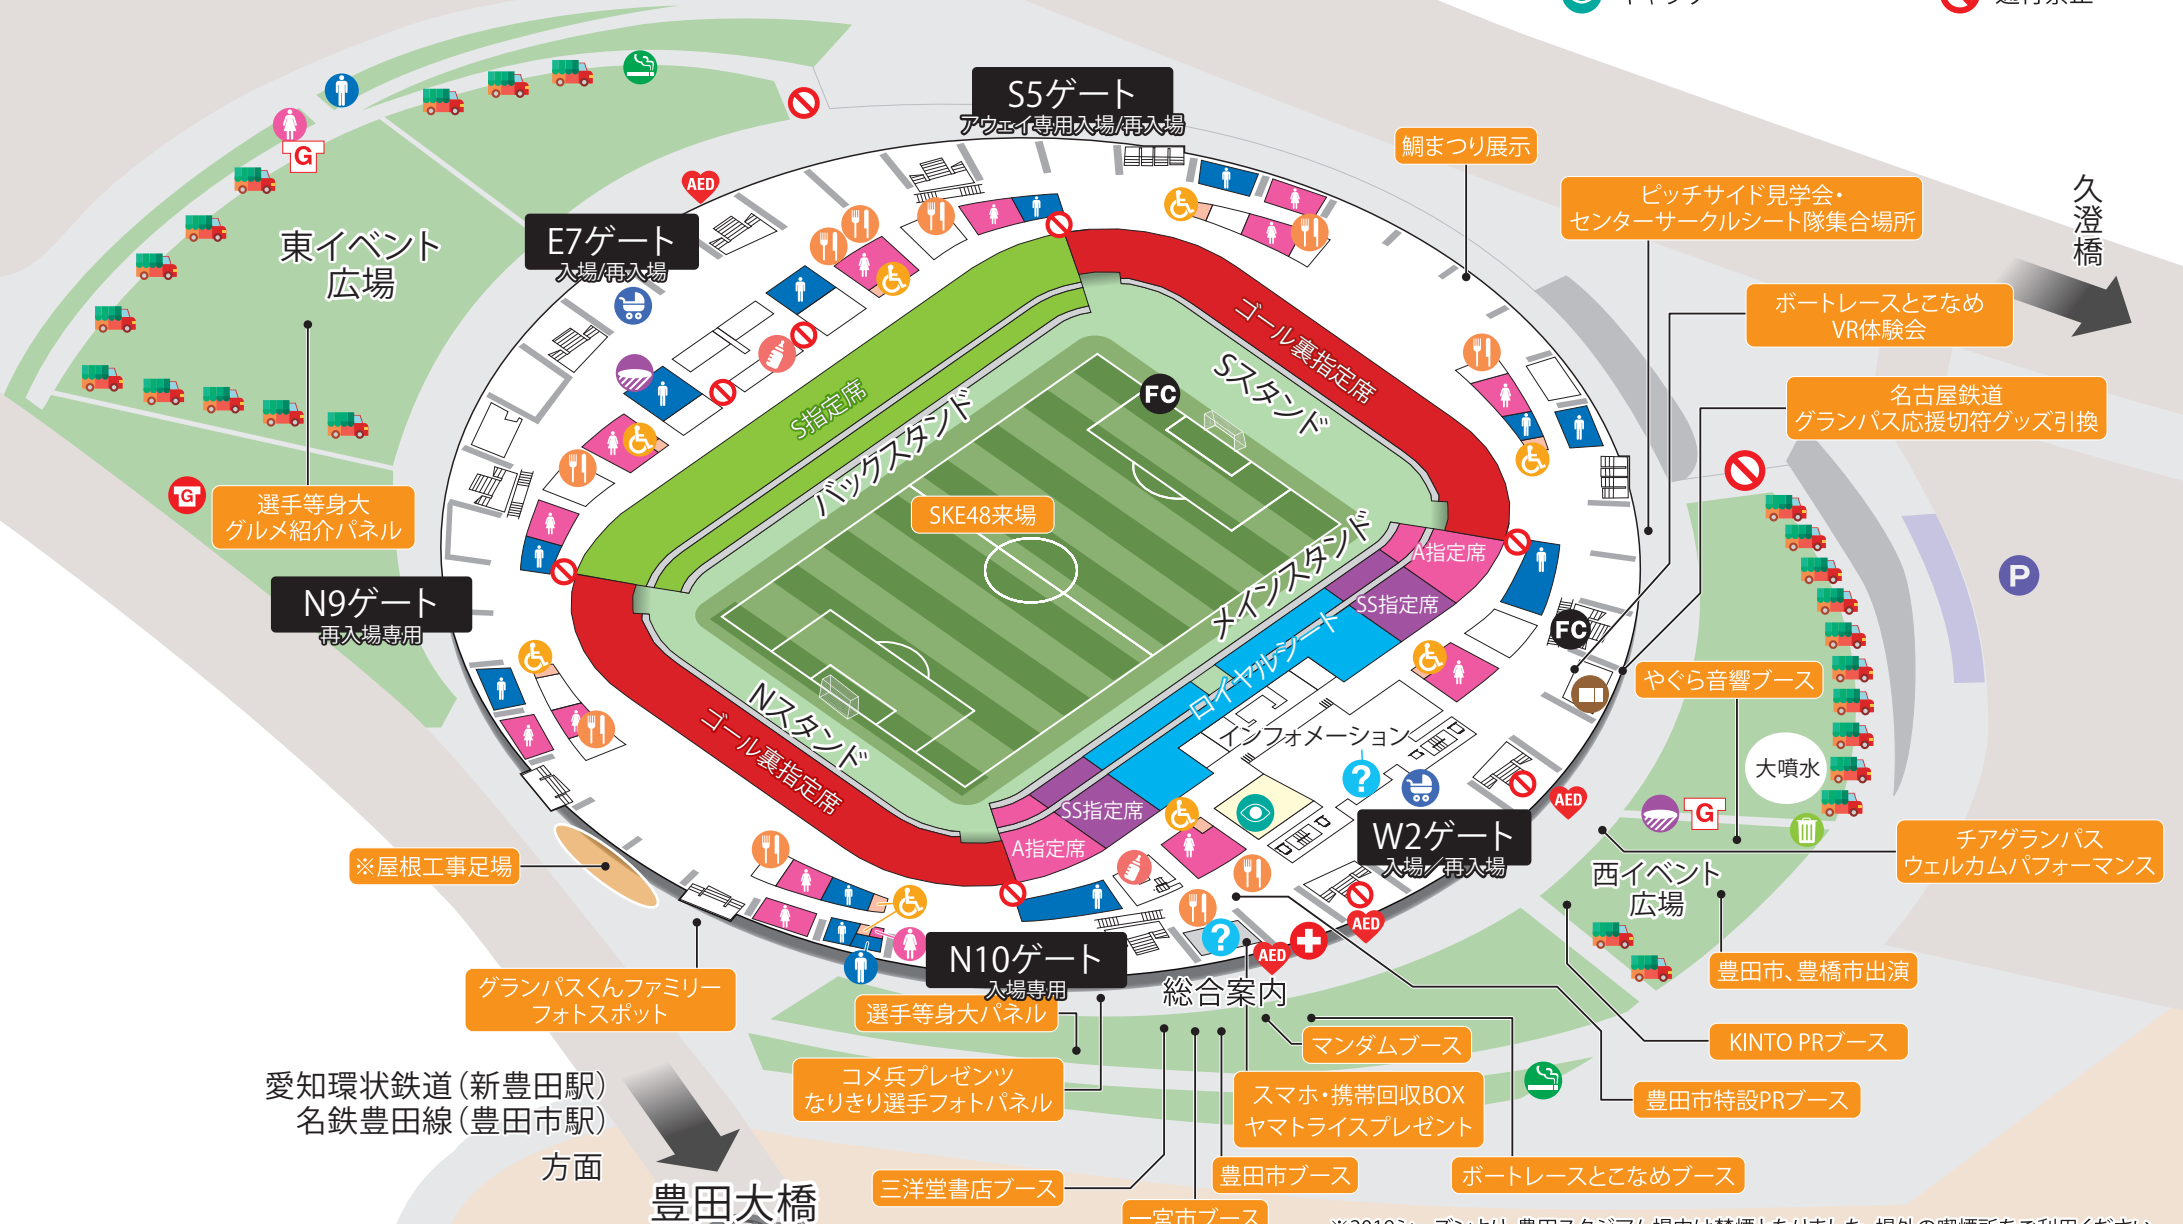 S5ゲート
アウェイ専用入場/再入場
鯛まつり展示
ピッチサイド見学会・
センターサークルシート隊集合場所
久澄橋
AED
G
東イベント
広場
E7ゲート
入場/再入場
ボートレースとこなめ
VR体験会
名古屋鉄道
グランパス応援切符グッズ引換
ゴール裏指定席
Sスタンド
FC
S指定席
バックスタンド
G
選手等身大
グルメ紹介パネル
SKE48来場
メインスタンド
A指定席
SS指定席
P
N9ゲート
再入場専用
FC
ロイヤルシート
やぐら音響ブース
Nスタンド
ゴール裏指定席
インフォメーション
?
大噴水
AED
G
SS指定席
A指定席
W2ゲート
入場/再入場
チアグランパス
ウェルカムパフォーマンス
※屋根工事足場
西イベント
広場
AED
?
AED
N10ゲート
入場専用
総合案内
豊田市、豊橋市出演
グランパスくんファミリー
フォトスポット
選手等身大パネル
マンダムブース
KINTO PRブース
コメ兵プレゼンツ
なりきり選手フォトパネル
スマホ・携帯回収BOX
ヤマトライスプレゼント
豊田市特設PRブース
愛知環状鉄道(新豊田駅)
名鉄豊田線(豊田市駅)
方面
豊田大橋
三洋堂書店ブース
豊田市ブース
ボートレースとこなめブース
一宮市ブース